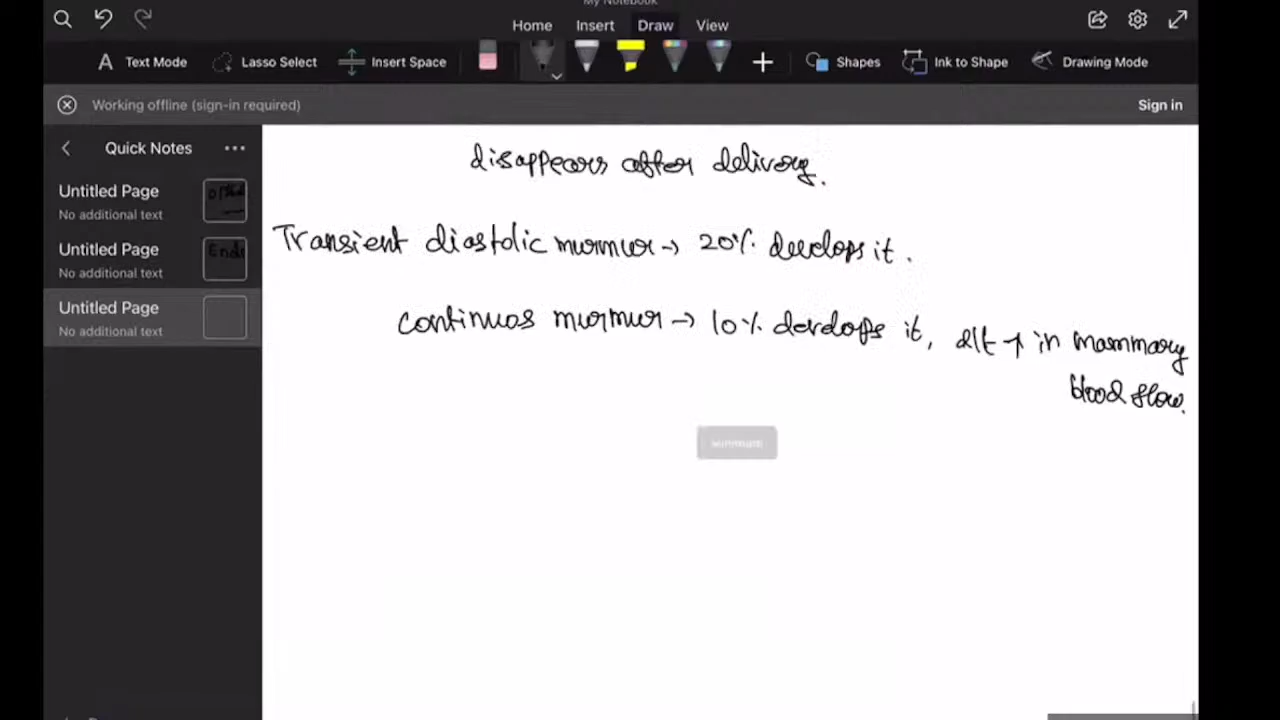 My Notebook
Home Insert Draw View
Text Mode Lasso Select Insert Space Shapes Ink to Shape Drawing Mode
Working offline (sign-in required) Sign in
Quick Notes
Untitled Page
No additional text
Untitled Page
No additional text
Untitled Page
No additional text
disappears after delivery.
Transient diastolic murmur → 20% develops it.
continuos murmur → 10% develops it, d/t ↑ in mammary
blood flow.